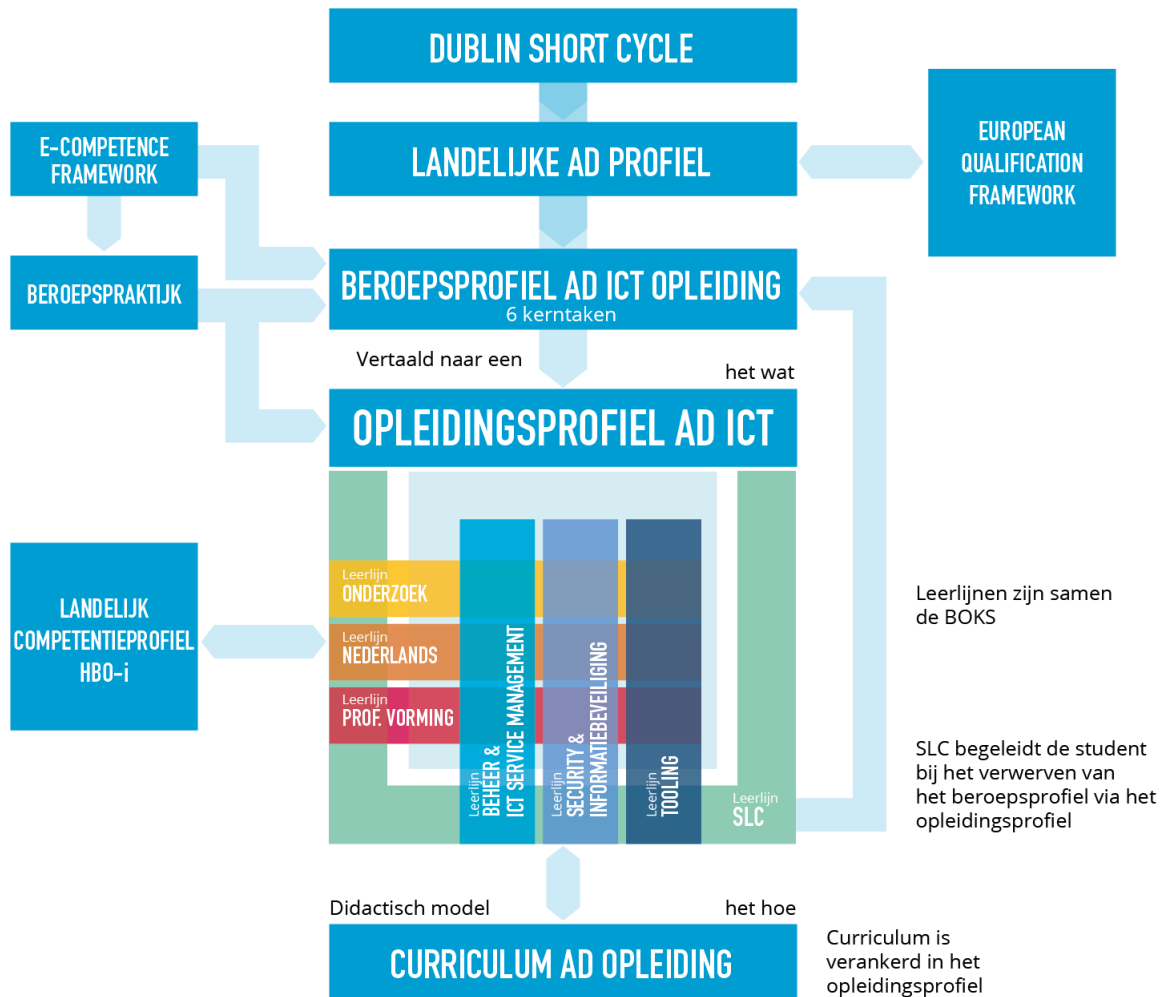 DUBLIN SHORT CYCLE
E-COMPETENCE
FRAMEWORK
LANDELIJKE AD PROFIEL
EUROPEAN
QUALIFICATION
FRAMEWORK
BEROEPSPRAKTIJK
BEROEPSPROFIEL AD ICT OPLEIDING
6 kerntaken
Vertaald naar een
het wat
OPLEIDINGSPROFIEL AD ICT
LANDELIJK
COMPETENTIEPROFIEL
HBO-i
Leerlijn
ONDERZOEK
Leerlijn
NEDERLANDS
Leerlijn
PROF. VORMING
Leerlijn
BEHEER &
ICT SERVICE MANAGEMENT
Leerlijn
SECURITY &
INFORMATIEBEVEILIGING
Leerlijn
TOOLING
Leerlijn
SLC
Leerlijnen zijn samen
de BOKS
SLC begeleidt de student
bij het verwerven van
het beroepsprofiel via het
opleidingsprofiel
Didactisch model
het hoe
CURRICULUM AD OPLEIDING
Curriculum is
verankerd in het
opleidingsprofiel